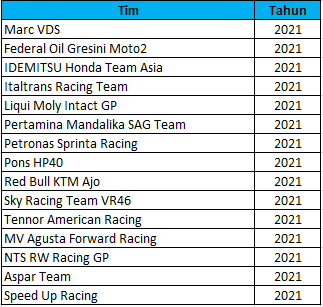 Tim Tahun
Marc VDS 2021
Federal Oil Gresini Moto2 2021
IDEMITSU Honda Team Asia 2021
Italtrans Racing Team 2021
Liqui Moly Intact GP 2021
Pertamina Mandalika SAG Team 2021
Petronas Sprinta Racing 2021
Pons HP40 2021
Red Bull KTM Ajo 2021
Sky Racing Team VR46 2021
Tennor American Racing 2021
MV Agusta Forward Racing 2021
NTS RW Racing GP 2021
Aspar Team 2021
Speed Up Racing 2021